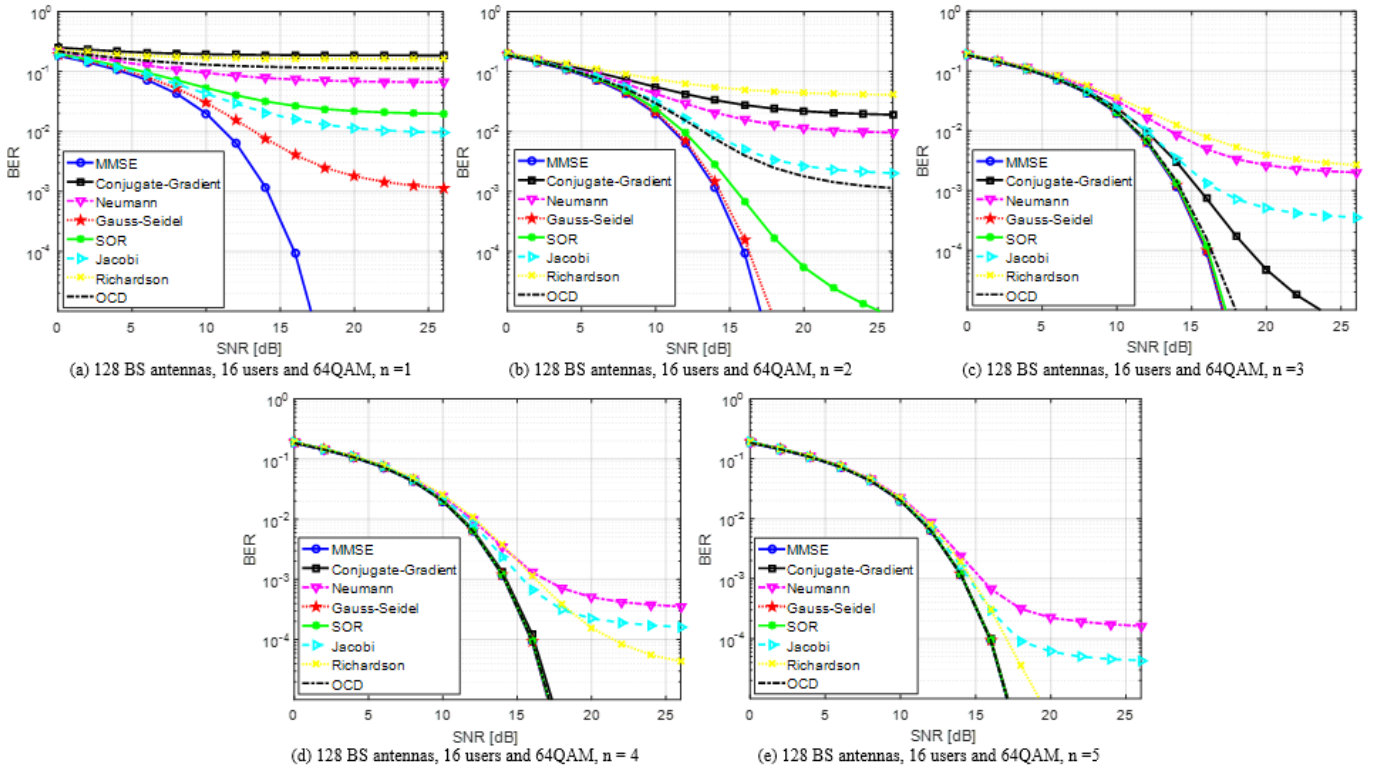 10^0
10^-1
10^-2
10^-3
10^-4
BER
MMSE
Conjugate-Gradient
Neumann
Gauss-Seidel
SOR
Jacobi
Richardson
OCD
0 5 10 15 20 25
SNR [dB]
(a) 128 BS antennas, 16 users and 64QAM, n =1
10^0
10^-1
10^-2
10^-3
10^-4
BER
MMSE
Conjugate-Gradient
Neumann
Gauss-Seidel
SOR
Jacobi
Richardson
OCD
0 5 10 15 20 25
SNR [dB]
(b) 128 BS antennas, 16 users and 64QAM, n =2
10^0
10^-1
10^-2
10^-3
10^-4
BER
MMSE
Conjugate-Gradient
Neumann
Gauss-Seidel
SOR
Jacobi
Richardson
OCD
0 5 10 15 20 25
SNR [dB]
(c) 128 BS antennas, 16 users and 64QAM, n =3
10^0
10^-1
10^-2
10^-3
10^-4
BER
MMSE
Conjugate-Gradient
Neumann
Gauss-Seidel
SOR
Jacobi
Richardson
OCD
0 5 10 15 20 25
SNR [dB]
(d) 128 BS antennas, 16 users and 64QAM, n = 4
10^0
10^-1
10^-2
10^-3
10^-4
BER
MMSE
Conjugate-Gradient
Neumann
Gauss-Seidel
SOR
Jacobi
Richardson
OCD
0 5 10 15 20 25
SNR [dB]
(e) 128 BS antennas, 16 users and 64QAM, n =5